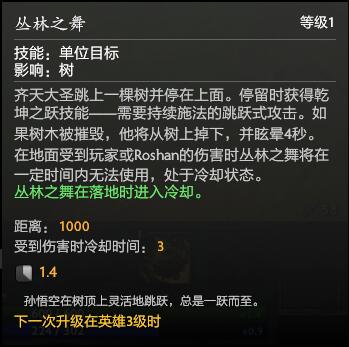 丛林之舞 等级1
技能：单位目标
影响：树
齐天大圣跳上一棵树并停在上面。停留时获得乾
坤之跃技能——需要持续施法的跳跃式攻击。如
果树木被摧毁，他将从树上掉下，并眩晕4秒。
在地面受到玩家或Roshan的伤害时丛林之舞将在
一定时间内无法使用，处于冷却状态。
丛林之舞在落地时进入冷却。
距离：1000
受到伤害时冷却时间：3
1.4
孙悟空在树顶上灵活地跳跃，总是一跃而至。
下一次升级在英雄3级时